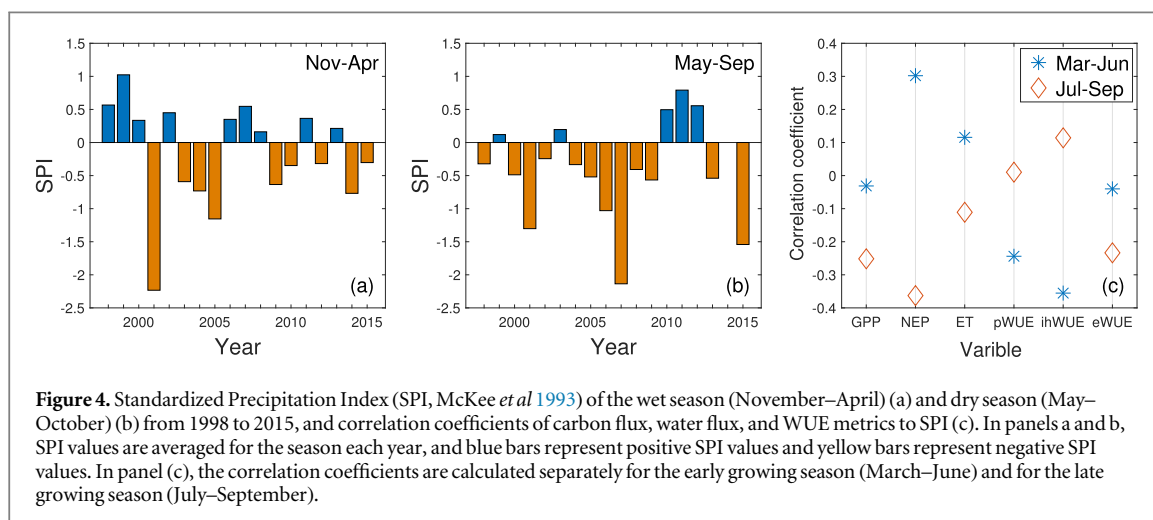 1.5
1
0.5
0
-0.5
-1
-1.5
-2
-2.5
SPI
Nov-Apr
(a)
2000 2005 2010 2015
Year
1.5
1
0.5
0
-0.5
-1
-1.5
-2
-2.5
SPI
May-Sep
(b)
2000 2005 2010 2015
Year
0.4
0.3
0.2
0.1
0
-0.1
-0.2
-0.3
-0.4
Correlation coefficient
Mar-Jun
Jul-Sep
(c)
GPP NEP ET pWUE ihWUE eWUE
Varible
Figure 4. Standardized Precipitation Index (SPI, McKee et al 1993) of the wet season (November–April) (a) and dry season (May–
October) (b) from 1998 to 2015, and correlation coefficients of carbon flux, water flux, and WUE metrics to SPI (c). In panels a and b,
SPI values are averaged for the season each year, and blue bars represent positive SPI values and yellow bars represent negative SPI
values. In panel (c), the correlation coefficients are calculated separately for the early growing season (March–June) and for the late
growing season (July–September).